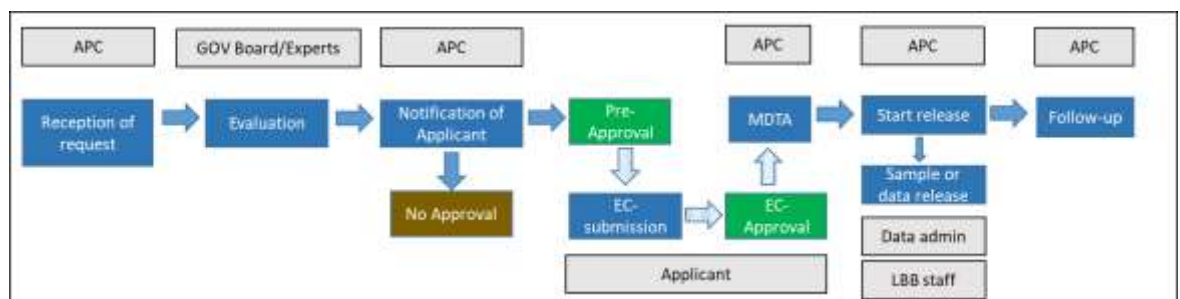 APC
GOV Board/Experts
APC
APC
APC
APC
Reception of
request
Evaluation
Notification of
Applicant
Pre-
Approval
MDTA
Start release
Follow-up
No Approval
EC-
submission
EC-
Approval
Sample or
data release
Applicant
Data admin
LBB staff